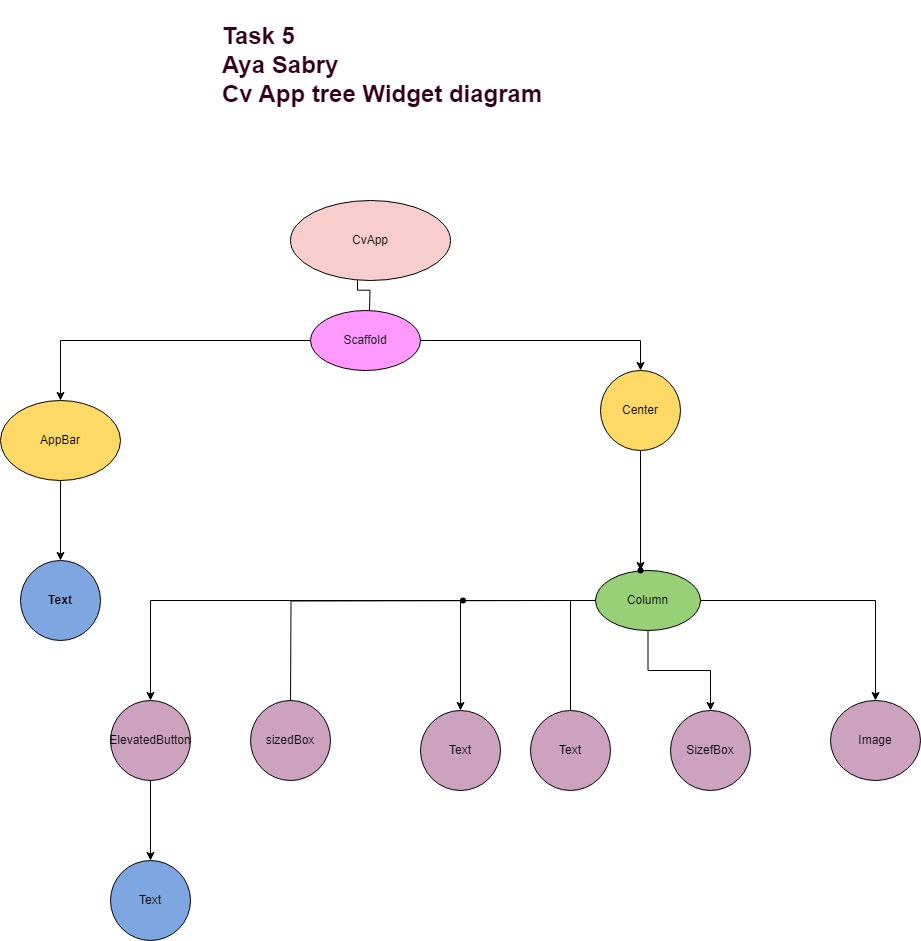 Task 5
Aya Sabry
Cv App tree Widget diagram
CvApp
Scaffold
Center
AppBar
Text
Column
ElevatedButton
sizedBox
Text
Text
SizefBox
Image
Text